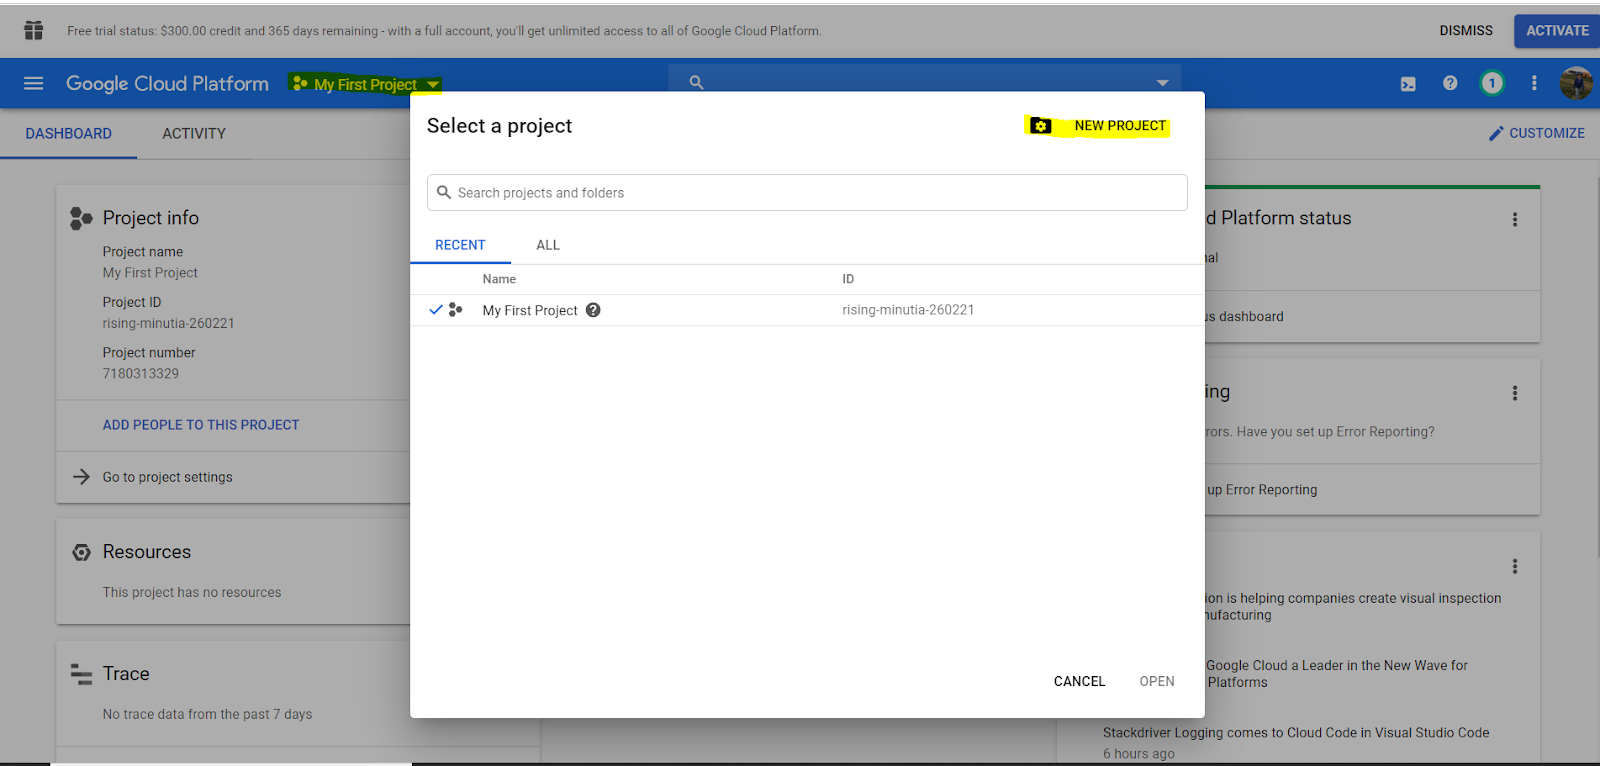 Free trial status: $300.00 credit and 365 days remaining - with a full account, you'll get unlimited access to all of Google Cloud Platform.
DISMISS
ACTIVATE
Google Cloud Platform
My First Project
1
DASHBOARD
ACTIVITY
CUSTOMIZE
Select a project
NEW PROJECT
Search projects and folders
RECENT
ALL
Name
ID
My First Project
rising-minutia-260221
CANCEL
OPEN
Project info
Project name
My First Project
Project ID
rising-minutia-260221
Project number
7180313329
ADD PEOPLE TO THIS PROJECT
Go to project settings
Resources
This project has no resources
Trace
No trace data from the past 7 days
d Platform status
nal
us dashboard
ing
rors. Have you set up Error Reporting?
up Error Reporting
ion is helping companies create visual inspection
nufacturing
Google Cloud a Leader in the New Wave for
Platforms
Stackdriver Logging comes to Cloud Code in Visual Studio Code
6 hours ago